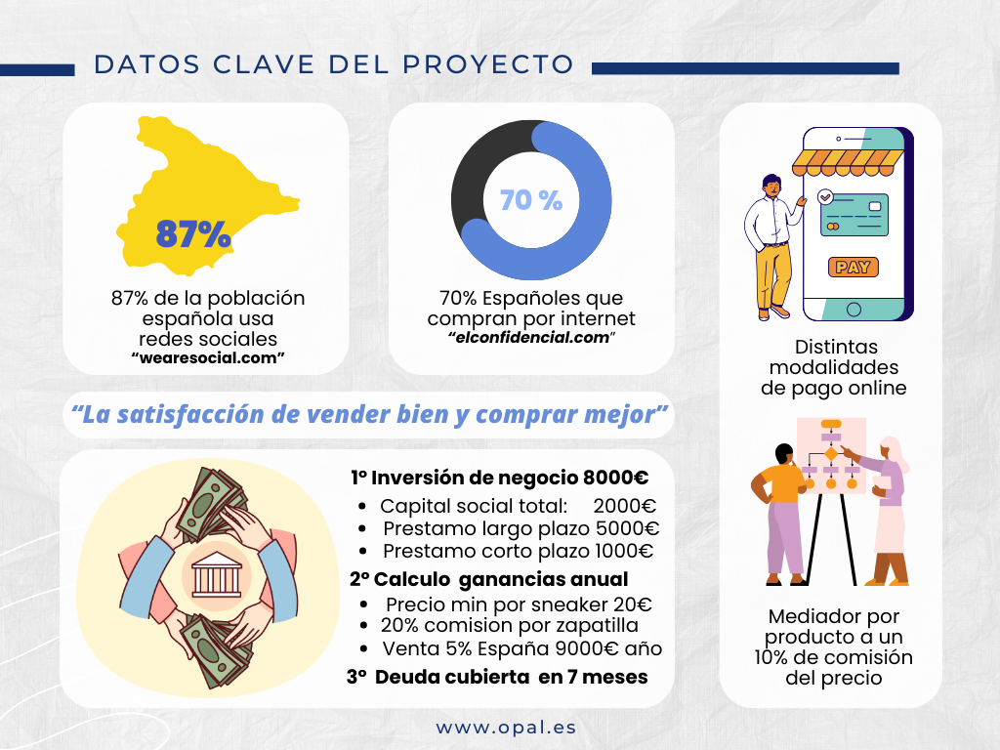 DATOS CLAVE DEL PROYECTO
87%
87% de la población
española usa
redes sociales
“wearesocial.com”
70 %
70% Españoles que
compran por internet
“elconfidencial.com”
“La satisfacción de vender bien y comprar mejor”
1º Inversión de negocio 8000€
• Capital social total: 2000€
• Prestamo largo plazo 5000€
• Prestamo corto plazo 1000€
2º Calculo ganancias anual
• Precio min por sneaker 20€
• 20% comision por zapatilla
• Venta 5% España 9000€ año
3º Deuda cubierta en 7 meses
PAY
Distintas
modalidades
de pago online
Mediador por
producto a un
10% de comisión
del precio
www.opal.es